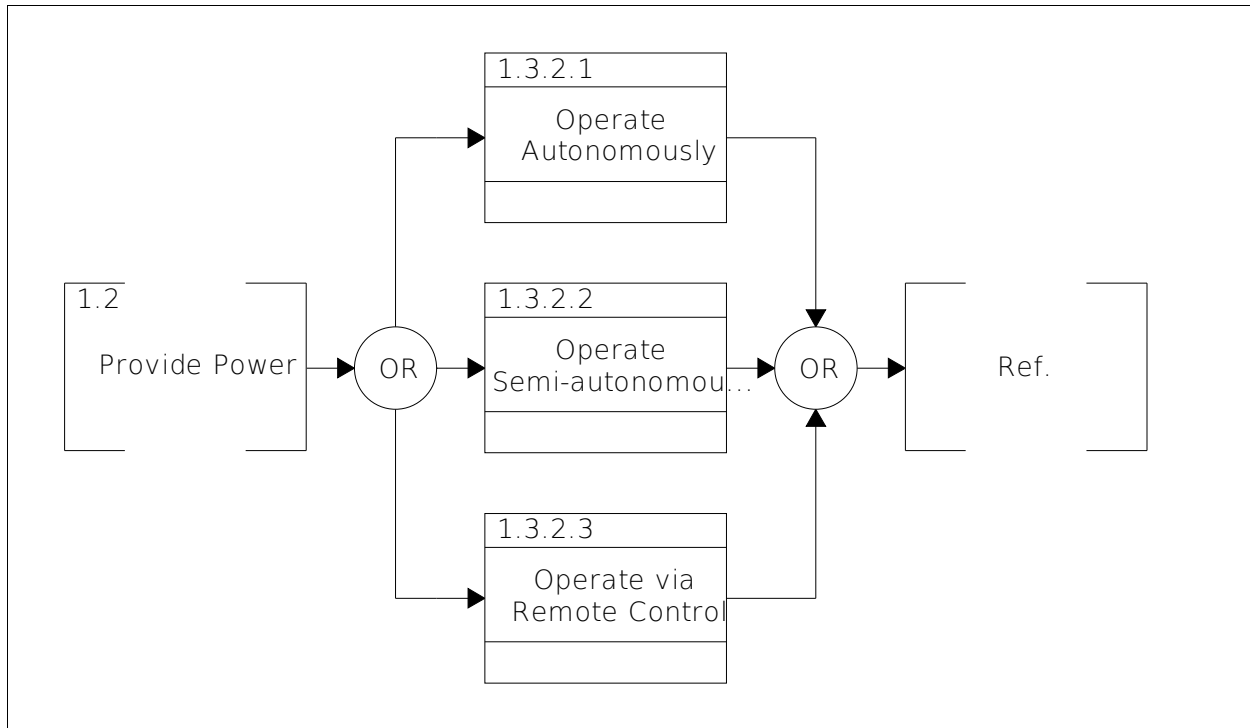 1.3.2.1
Operate
Autonomously
1.2
Provide Power
OR
1.3.2.2
Operate
Semi-autonomou...
OR
Ref.
1.3.2.3
Operate via
Remote Control